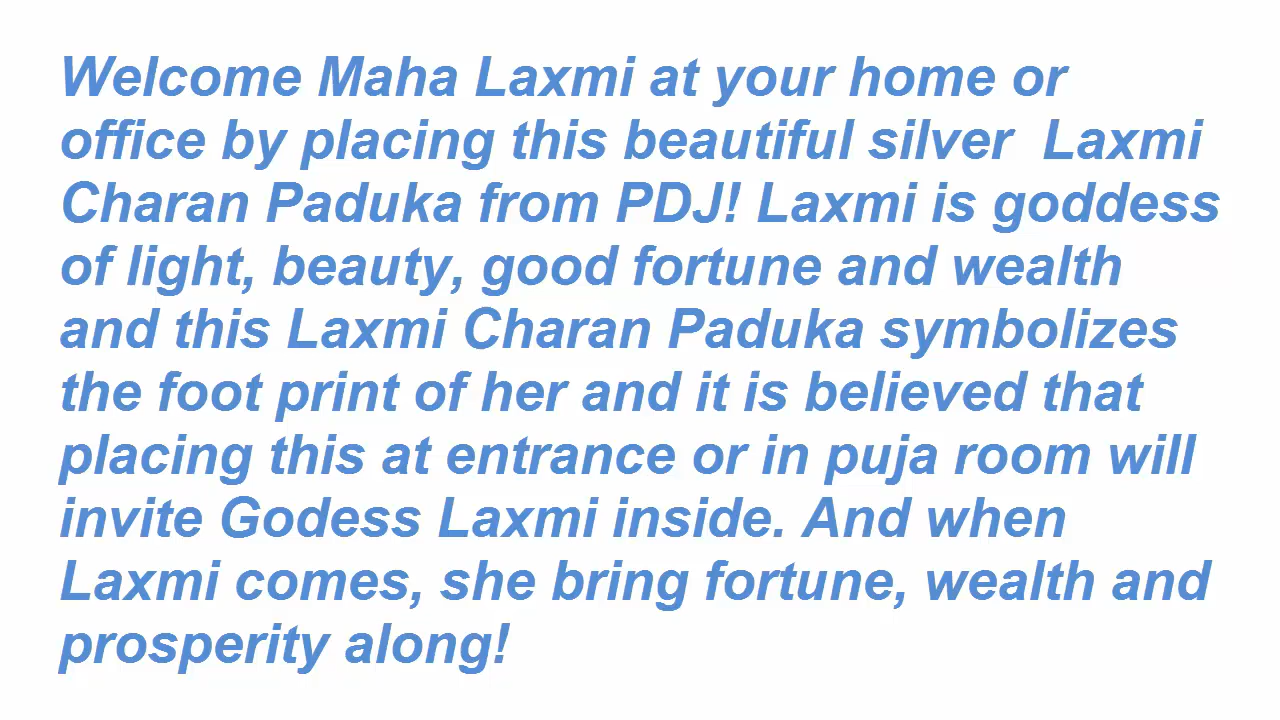 Welcome Maha Laxmi at your home or
office by placing this beautiful silver  Laxmi
Charan Paduka from PDJ! Laxmi is goddess
of light, beauty, good fortune and wealth
and this Laxmi Charan Paduka symbolizes
the foot print of her and it is believed that
placing this at entrance or in puja room will
invite Godess Laxmi inside. And when
Laxmi comes, she bring fortune, wealth and
prosperity along!